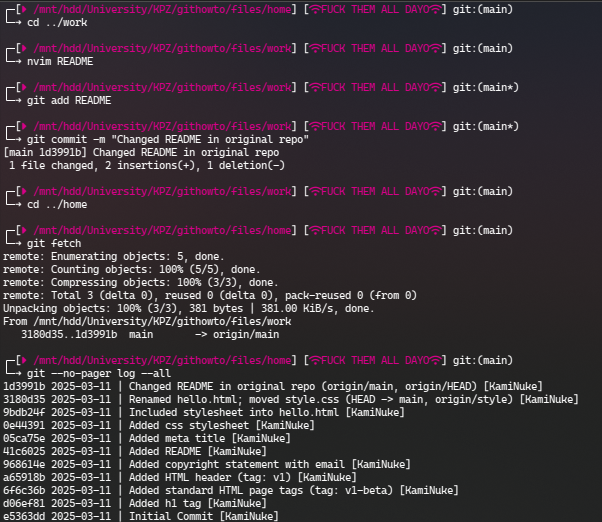 [ /mnt/hdd/University/KPZ/githowto/files/home] [FUCK THEM ALL DAYO] git:(main)
→ cd ../work
[ /mnt/hdd/University/KPZ/githowto/files/work] [FUCK THEM ALL DAYO] git:(main)
→ nvim README
[ /mnt/hdd/University/KPZ/githowto/files/work] [FUCK THEM ALL DAYO] git:(main*)
→ git add README
[ /mnt/hdd/University/KPZ/githowto/files/work] [FUCK THEM ALL DAYO] git:(main*)
→ git commit -m "Changed README in original repo"
[main 1d3991b] Changed README in original repo
1 file changed, 2 insertions(+), 1 deletion(-)
[ /mnt/hdd/University/KPZ/githowto/files/work] [FUCK THEM ALL DAYO] git:(main)
→ cd ../home
[ /mnt/hdd/University/KPZ/githowto/files/home] [FUCK THEM ALL DAYO] git:(main)
→ git fetch
remote: Enumerating objects: 5, done.
remote: Counting objects: 100% (5/5), done.
remote: Compressing objects: 100% (3/3), done.
remote: Total 3 (delta 0), reused 0 (delta 0), pack-reused 0 (from 0)
Unpacking objects: 100% (3/3), 381 bytes | 381.00 KiB/s, done.
From /mnt/hdd/University/KPZ/githowto/files/work
3180d35..1d3991b main -> origin/main
[ /mnt/hdd/University/KPZ/githowto/files/home] [FUCK THEM ALL DAYO] git:(main)
→ git --no-pager log --all
1d3991b 2025-03-11 | Changed README in original repo (origin/main, origin/HEAD) [KamiNuke]
3180d35 2025-03-11 | Renamed hello.html; moved style.css (HEAD -> main, origin/style) [KamiNuke]
9bdb24f 2025-03-11 | Included stylesheet into hello.html [KamiNuke]
0e44391 2025-03-11 | Added css stylesheet [KamiNuke]
05ca75e 2025-03-11 | Added meta title [KamiNuke]
41c6025 2025-03-11 | Added README [KamiNuke]
968614e 2025-03-11 | Added copyright statement with email [KamiNuke]
a65918b 2025-03-11 | Added HTML header (tag: v1) [KamiNuke]
6f6c36b 2025-03-11 | Added standard HTML page tags (tag: v1-beta) [KamiNuke]
d06ef81 2025-03-11 | Added h1 tag [KamiNuke]
e5363dd 2025-03-11 | Initial Commit [KamiNuke]